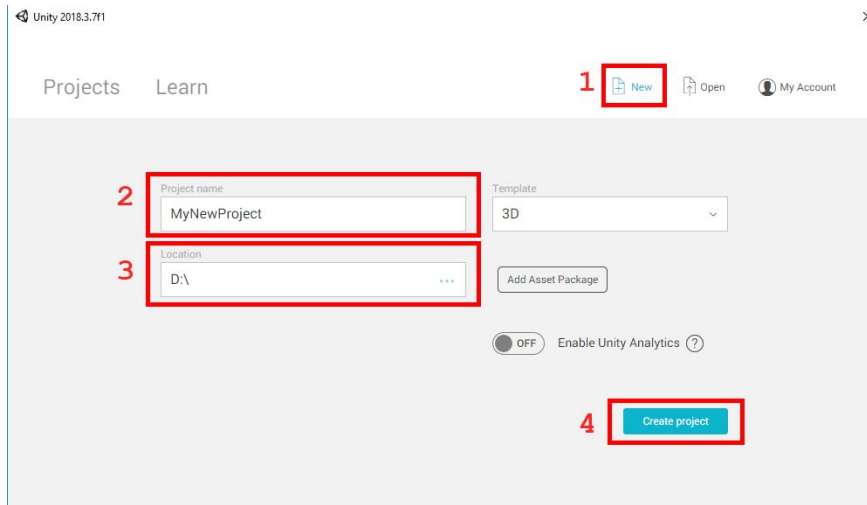 Unity 2018.3.7f1
Projects Learn 1 New Open My Account
Project name Template
2 MyNewProject 3D
Location
3 D:\ ... Add Asset Package
OFF Enable Unity Analytics ?
4 Create project